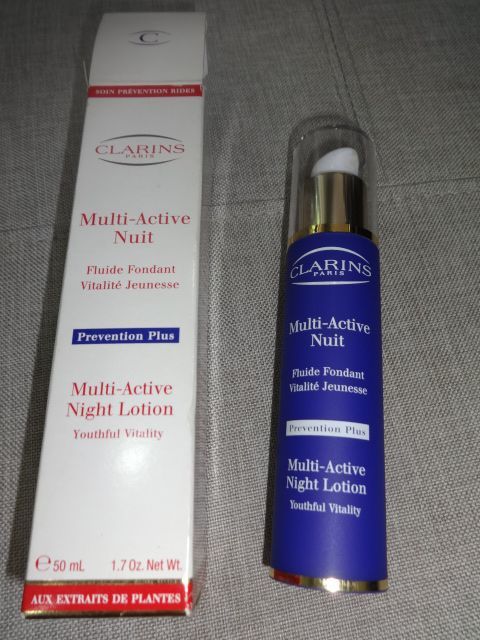 C
SOIN PRÉVENTION RIDES
CLARINS
PARIS
Multi-Active
Nuit
Fluide Fondant
Vitalité Jeunesse
Prevention Plus
Multi-Active
Night Lotion
Youthful Vitality
℮ 50 mL 1.7 Oz. Net Wt.
AUX EXTRAITS DE PLANTES
CLARINS
PARIS
Multi-Active
Nuit
Fluide Fondant
Vitalité Jeunesse
Prevention Plus
Multi-Active
Night Lotion
Youthful Vitality